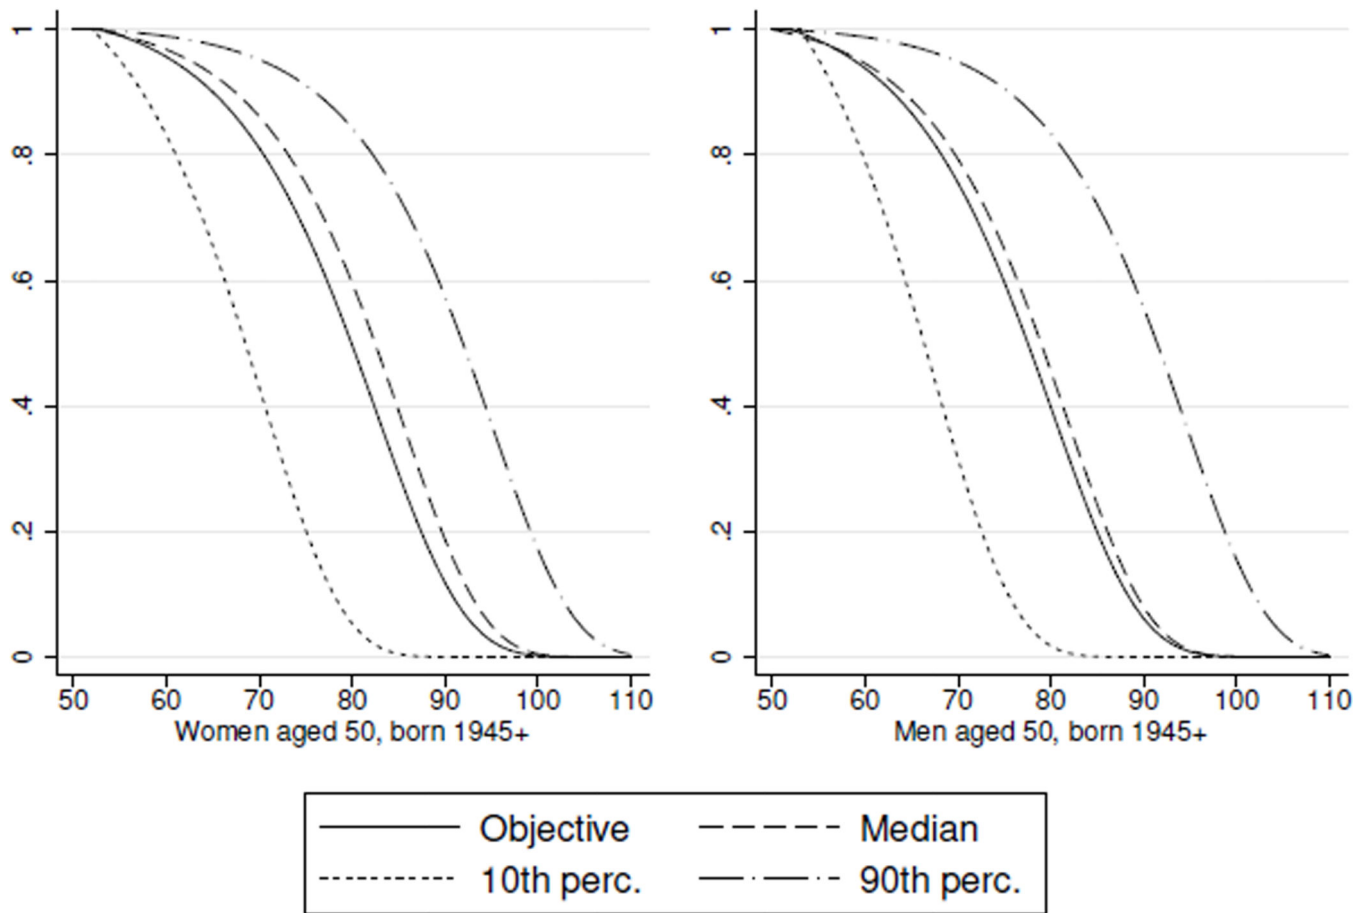 1
.8
.6
.4
.2
0
50 60 70 80 90 100 110
Women aged 50, born 1945+
1
.8
.6
.4
.2
0
50 60 70 80 90 100 110
Men aged 50, born 1945+
Objective Median
10th perc. 90th perc.